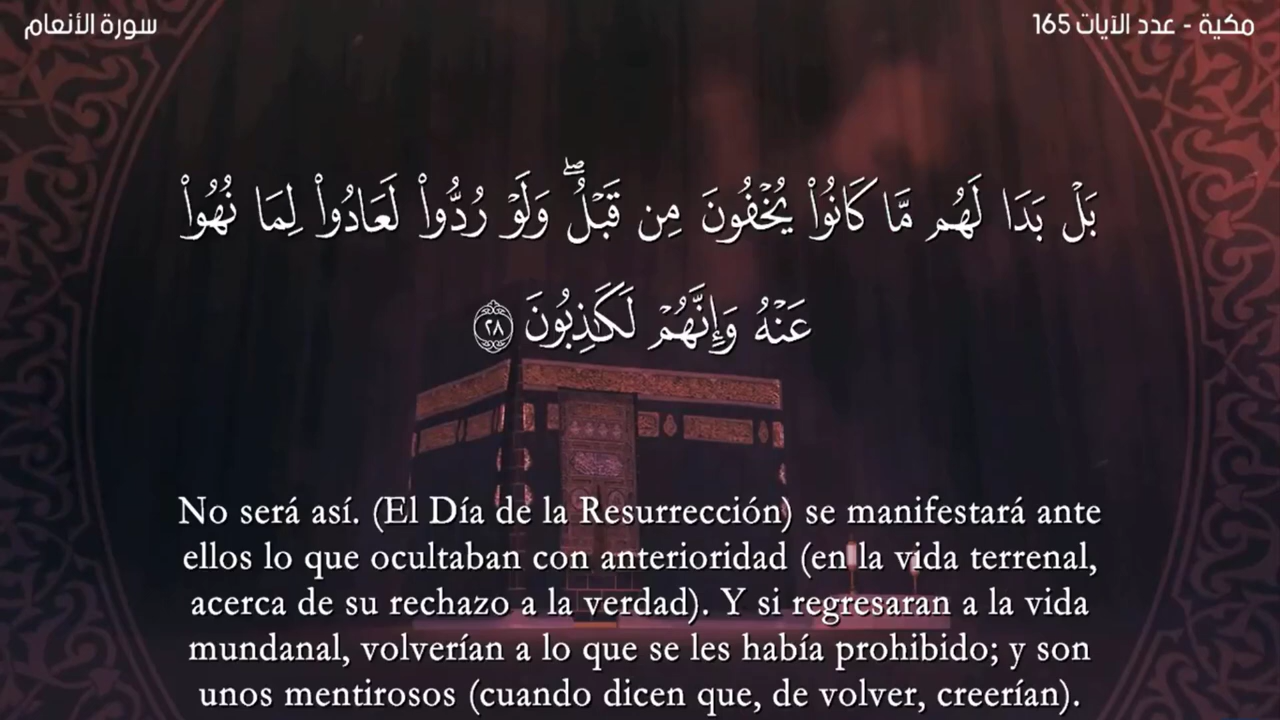 مكية - عدد الآيات 165
سورة الأنعام
بَلْ بَدَا لَهُم مَّا كَانُوا۟ يُخْفُونَ مِن قَبْلُ ۖ وَلَوْ رُدُّوا۟ لَعَادُوا۟ لِمَا نُهُوا۟
عَنْهُ وَإِنَّهُمْ لَكَـٰذِبُونَ ٢٨
No será así. (El Día de la Resurrección) se manifestará ante
ellos lo que ocultaban con anterioridad (en la vida terrenal,
acerca de su rechazo a la verdad). Y si regresaran a la vida
mundanal, volverían a lo que se les había prohibido; y son
unos mentirosos (cuando dicen que, de volver, creerían).